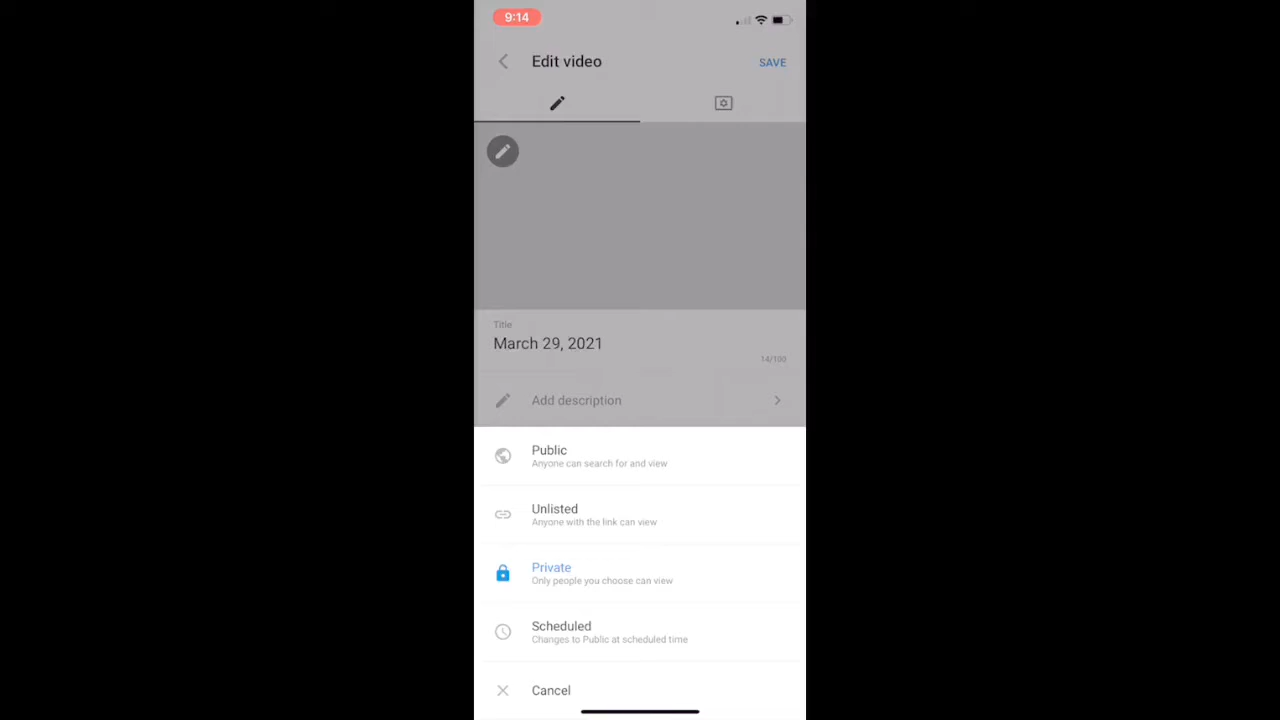 9:14
Edit video
SAVE
Title
March 29, 2021
14/100
Add description
Public
Anyone can search for and view
Unlisted
Anyone with the link can view
Private
Only people you choose can view
Scheduled
Changes to Public at scheduled time
Cancel